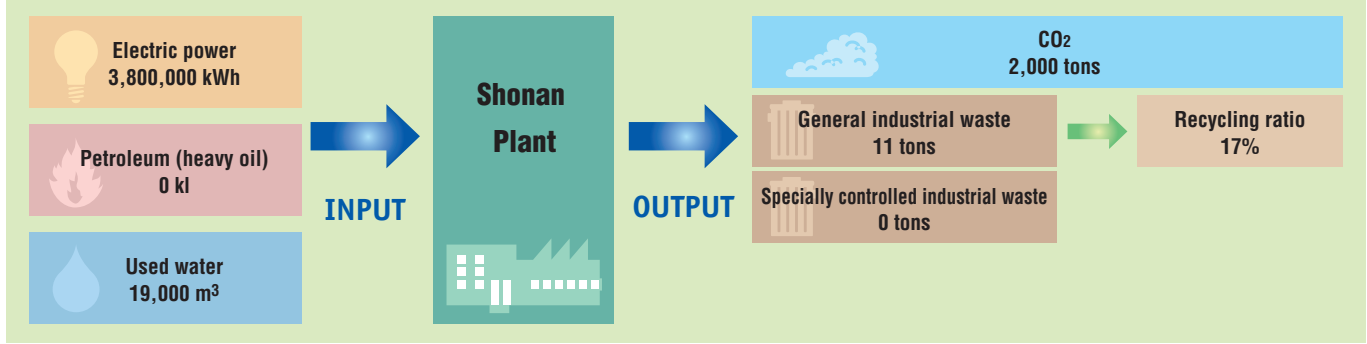 Electric power
3,800,000 kWh
Petroleum (heavy oil)
0 kl
Used water
19,000 m³
INPUT
Shonan
Plant
OUTPUT
CO₂
2,000 tons
General industrial waste
11 tons
Recycling ratio
17%
Specially controlled industrial waste
0 tons